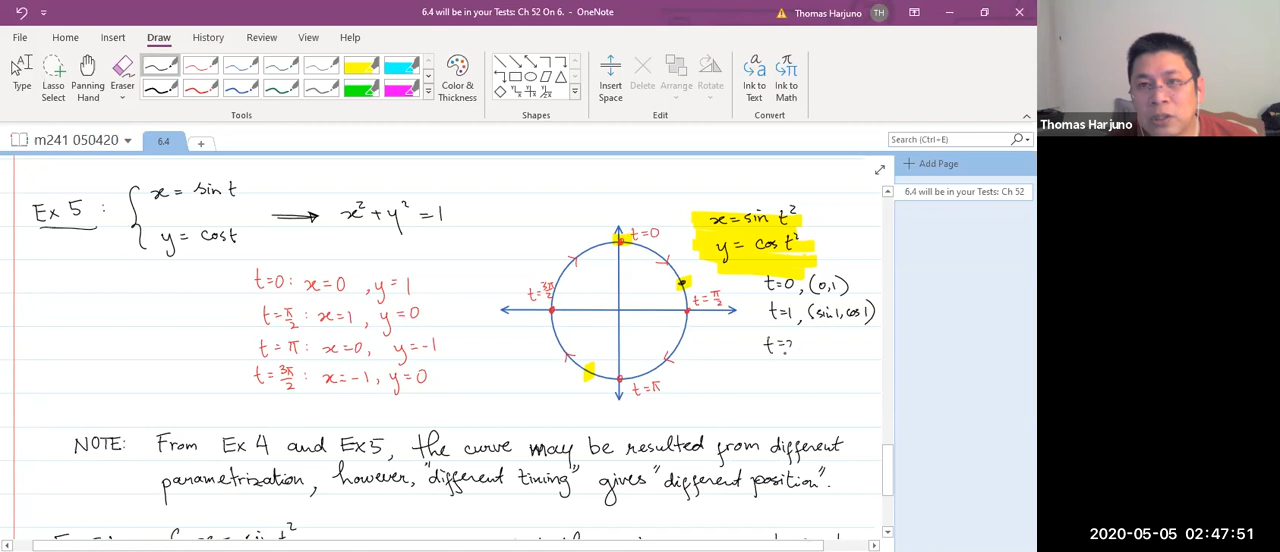 6.4 will be in your Tests: Ch 52 On 6. - OneNote
Thomas Harjuno
TH
File Home Insert Draw History Review View Help
Type
Lasso Select
Panning Hand
Eraser
Color & Thickness
Insert Space
Delete
Arrange
Rotate
Ink to Text
Ink to Math
Tools
Shapes
Edit
Convert
m241 050420
6.4
Search (Ctrl+E)
Add Page
6.4 will be in your Tests: Ch 52
Thomas Harjuno
Ex 5 :
x = sin t
y = cos t
x² + y² = 1
t=0: x=0, y=1
t=π/2: x=1, y=0
t=π: x=0, y=-1
t=3π/2: x=-1, y=0
t=0
t=3π/2
t=π/2
t=π
x = sin t²
y = cos t²
t=0, (0,1)
t=1, (sin1, cos1)
t=2
NOTE: From Ex 4 and Ex 5, the curve may be resulted from different
parametrization, however, "different timing" gives "different position".
2020-05-05 02:47:51